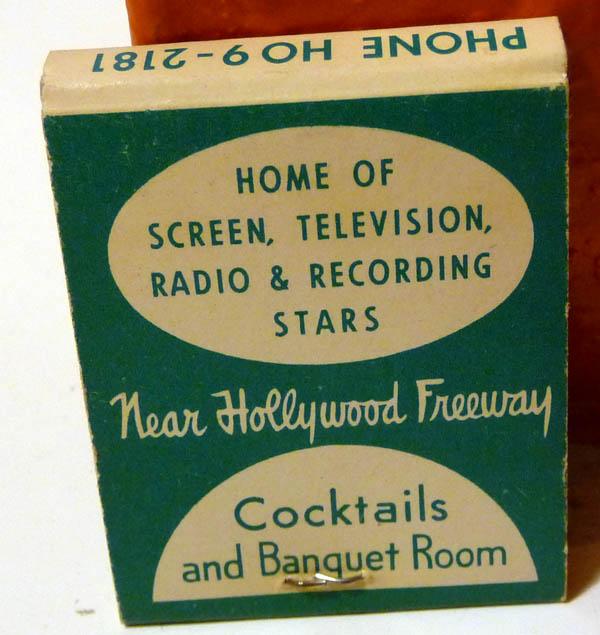 PHONE HO 9-2181
HOME OF
SCREEN, TELEVISION,
RADIO & RECORDING
STARS
Near Hollywood Freeway
Cocktails
and Banquet Room